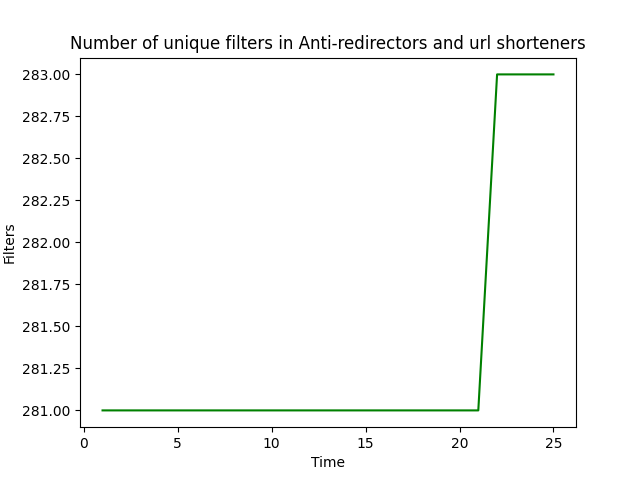 Number of unique filters in Anti-redirectors and url shorteners
283.00
282.75
282.50
282.25
282.00
281.75
281.50
281.25
281.00
Filters
0 5 10 15 20 25
Time